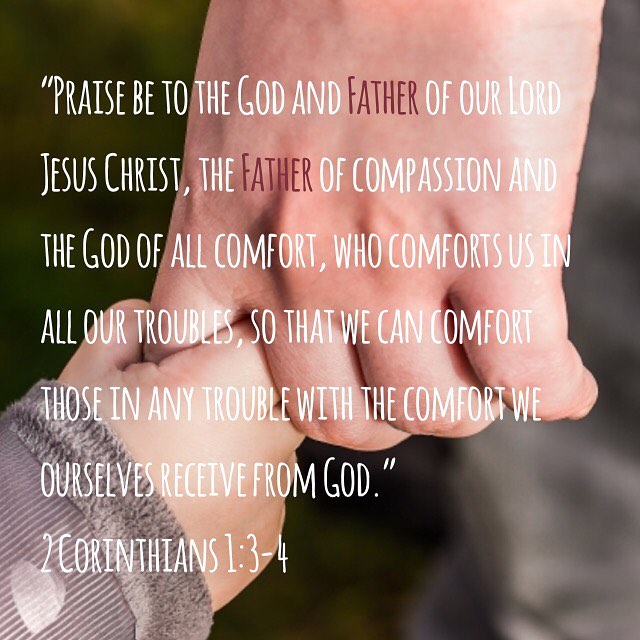 “Praise be to the God and Father of our Lord
Jesus Christ, the Father of compassion and
the God of all comfort, who comforts us in
all our troubles, so that we can comfort
those in any trouble with the comfort we
ourselves receive from God.”
2 Corinthians 1:3-4